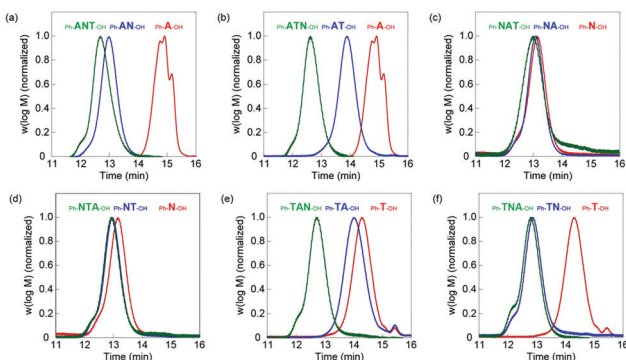 (a)
Ph-ANT-OH Ph-AN-OH Ph-A-OH
w(log M) (normalized)
1.0
0.8
0.6
0.4
0.2
0
11 12 13 14 15 16
Time (min)
(b)
Ph-ATN-OH Ph-AT-OH Ph-A-OH
w(log M) (normalized)
1.0
0.8
0.6
0.4
0.2
0
11 12 13 14 15 16
Time (min)
(c)
Ph-NAT-OH Ph-NA-OH Ph-N-OH
w(log M) (normalized)
1.0
0.8
0.6
0.4
0.2
0
11 12 13 14 15 16
Time (min)
(d)
Ph-NTA-OH Ph-NT-OH Ph-N-OH
w(log M) (normalized)
1.0
0.8
0.6
0.4
0.2
0
11 12 13 14 15 16
Time (min)
(e)
Ph-TAN-OH Ph-TA-OH Ph-T-OH
w(log M) (normalized)
1.0
0.8
0.6
0.4
0.2
0
11 12 13 14 15 16
Time (min)
(f)
Ph-TNA-OH Ph-TN-OH Ph-T-OH
w(log M) (normalized)
1.0
0.8
0.6
0.4
0.2
0
11 12 13 14 15 16
Time (min)